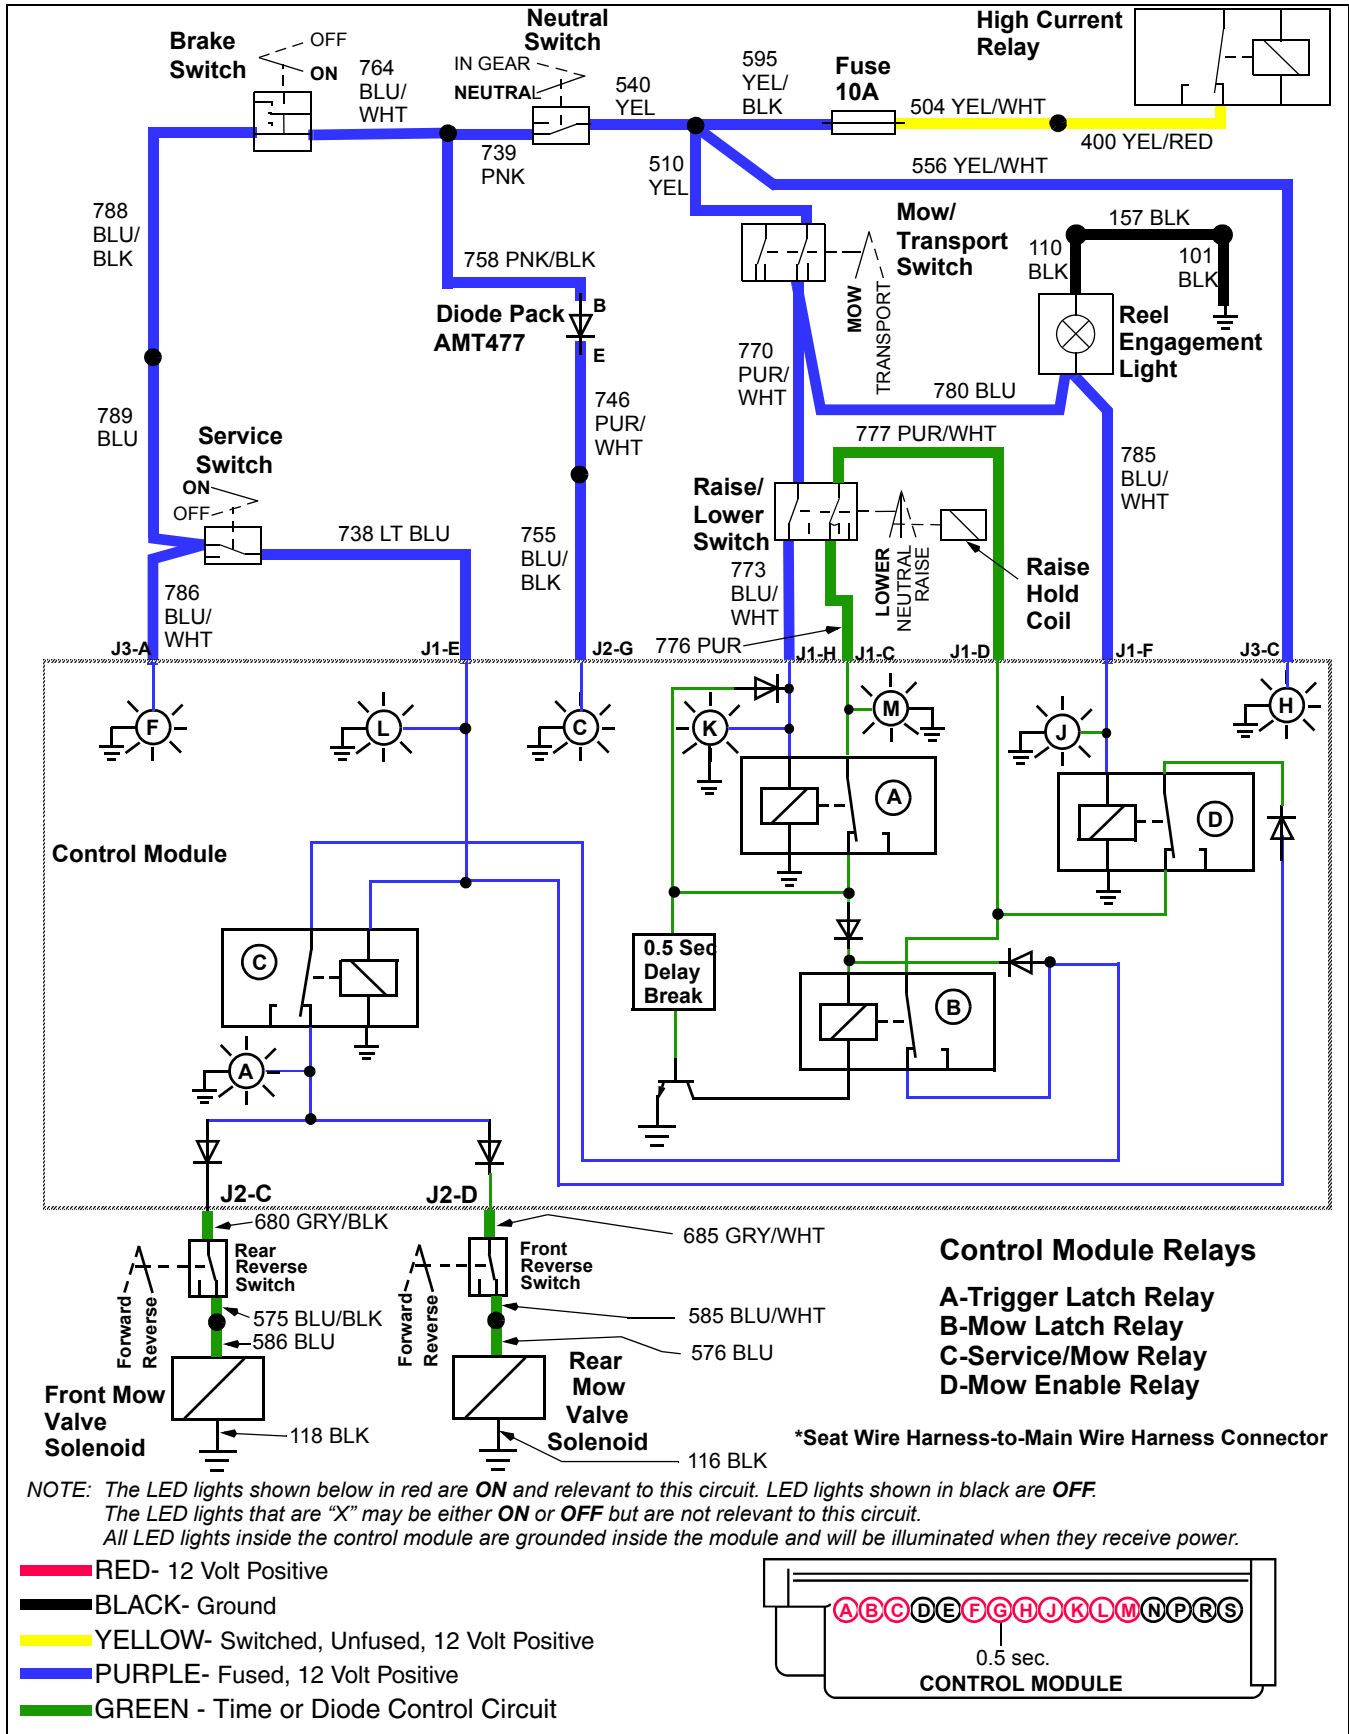 Neutral
Switch
High Current
Relay
Brake
Switch
OFF
ON
764
BLU/
WHT
IN GEAR
NEUTRAL
540
YEL
595
YEL/
BLK
Fuse
10A
504 YEL/WHT
400 YEL/RED
739
PNK
510
YEL
556 YEL/WHT
788
BLU/
BLK
758 PNK/BLK
Mow/
Transport
Switch
MOW
TRANSPORT
157 BLK
110
BLK
101
BLK
Diode Pack
AMT477
B
E
Reel
Engagement
Light
770
PUR/
WHT
780 BLU
789
BLU
746
PUR/
WHT
777 PUR/WHT
Service
Switch
ON
OFF
738 LT BLU
785
BLU/
WHT
Raise/
Lower
Switch
LOWER
NEUTRAL
RAISE
Raise
Hold
Coil
755
BLU/
BLK
773
BLU/
WHT
786
BLU/
WHT
776 PUR
J3-A
J1-E
J2-G
J1-H
J1-C
J1-D
J1-F
J3-C
F
L
C
K
M
J
H
A
D
Control Module
C
0.5 Sec
Delay
Break
B
A
J2-C
J2-D
680 GRY/BLK
685 GRY/WHT
Rear
Reverse
Switch
Front
Reverse
Switch
Forward
Reverse
Forward
Reverse
575 BLU/BLK
586 BLU
585 BLU/WHT
576 BLU
Front Mow
Valve
Solenoid
Rear
Mow
Valve
Solenoid
118 BLK
116 BLK
Control Module Relays
A-Trigger Latch Relay
B-Mow Latch Relay
C-Service/Mow Relay
D-Mow Enable Relay
*Seat Wire Harness-to-Main Wire Harness Connector
NOTE: The LED lights shown below in red are ON and relevant to this circuit. LED lights shown in black are OFF.
The LED lights that are “X” may be either ON or OFF but are not relevant to this circuit.
All LED lights inside the control module are grounded inside the module and will be illuminated when they receive power.
RED- 12 Volt Positive
BLACK- Ground
YELLOW- Switched, Unfused, 12 Volt Positive
PURPLE- Fused, 12 Volt Positive
GREEN - Time or Diode Control Circuit
A B C D E F G H J K L M N P R S
0.5 sec.
CONTROL MODULE